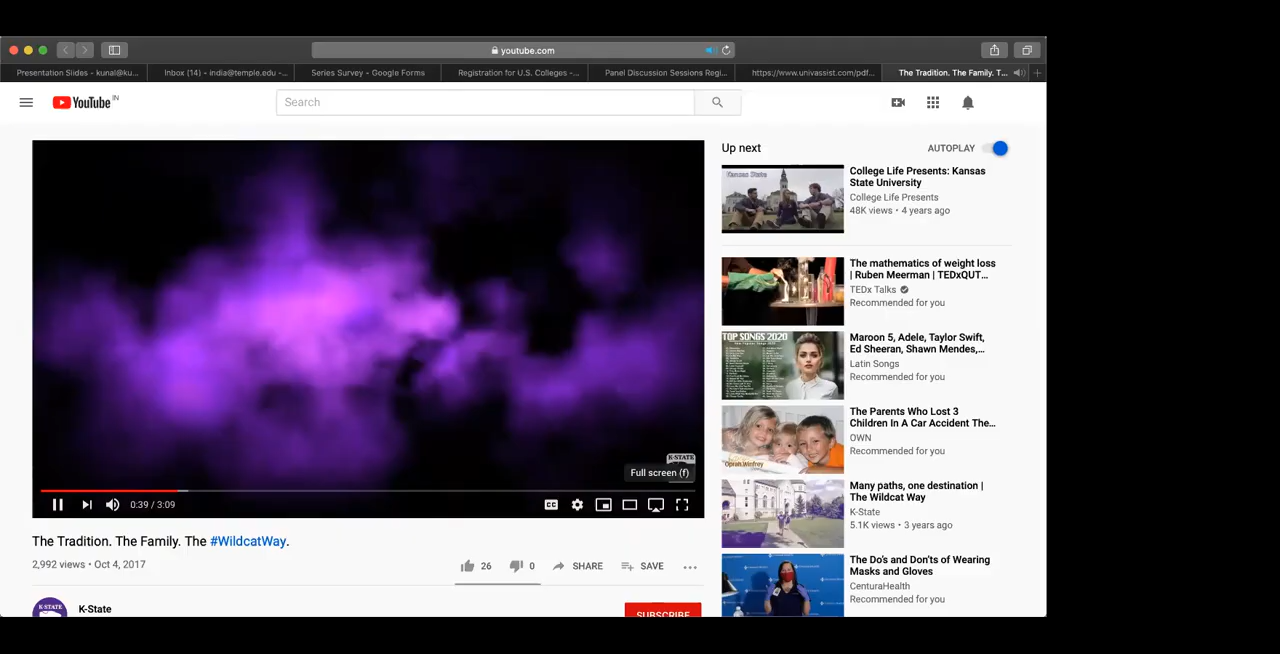 youtube.com
Presentation Slides - kunal@ku...
Inbox (14) - india@temple.edu -...
Series Survey - Google Forms
Registration for U.S. Colleges -...
Panel Discussion Sessions Regi...
https://www.univassist.com/pdf...
The Tradition. The Family. T...
YouTube IN
Search
Up next
AUTOPLAY
Kansas State
College Life Presents: Kansas
State University
College Life Presents
48K views • 4 years ago
The mathematics of weight loss
| Ruben Meerman | TEDxQUT...
TEDx Talks
Recommended for you
TOP SONGS 2020
Maroon 5, Adele, Taylor Swift,
Ed Sheeran, Shawn Mendes,...
Latin Songs
Recommended for you
Oprah Winfrey
The Parents Who Lost 3
Children In A Car Accident The...
OWN
Recommended for you
Many paths, one destination |
The Wildcat Way
K-State
5.1K views • 3 years ago
The Do's and Don'ts of Wearing
Masks and Gloves
CenturaHealth
Recommended for you
K-STATE
Full screen (f)
0:39 / 3:09
CC
The Tradition. The Family. The #WildcatWay.
2,992 views • Oct 4, 2017
26
0
SHARE
SAVE
K-STATE
K-State
SUBSCRIBE